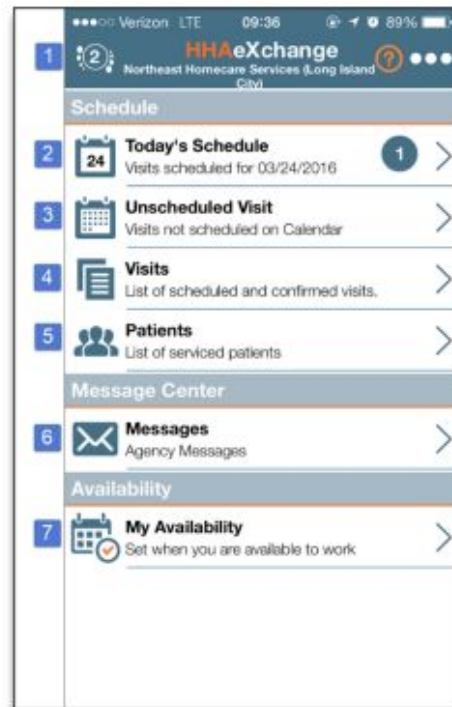 Verizon LTE 09:36 89%
1
2
HHAeXchange
?
Northeast Homecare Services (Long Island
City)
Schedule
2
24
Today's Schedule
1
Visits scheduled for 03/24/2016
3
Unscheduled Visit
Visits not scheduled on Calendar
4
Visits
List of scheduled and confirmed visits.
5
Patients
List of serviced patients
Message Center
6
Messages
Agency Messages
Availability
7
My Availability
Set when you are available to work